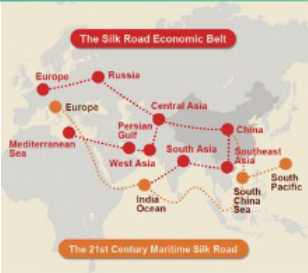 The Silk Road Economic Belt
Europe
Russia
Europe
Central Asia
Persian
Gulf
China
Mediterranean
Sea
West Asia
South Asia
Southeast
Asia
India
Ocean
South
China
Sea
South
Pacific
The 21st Century Maritime Silk Road